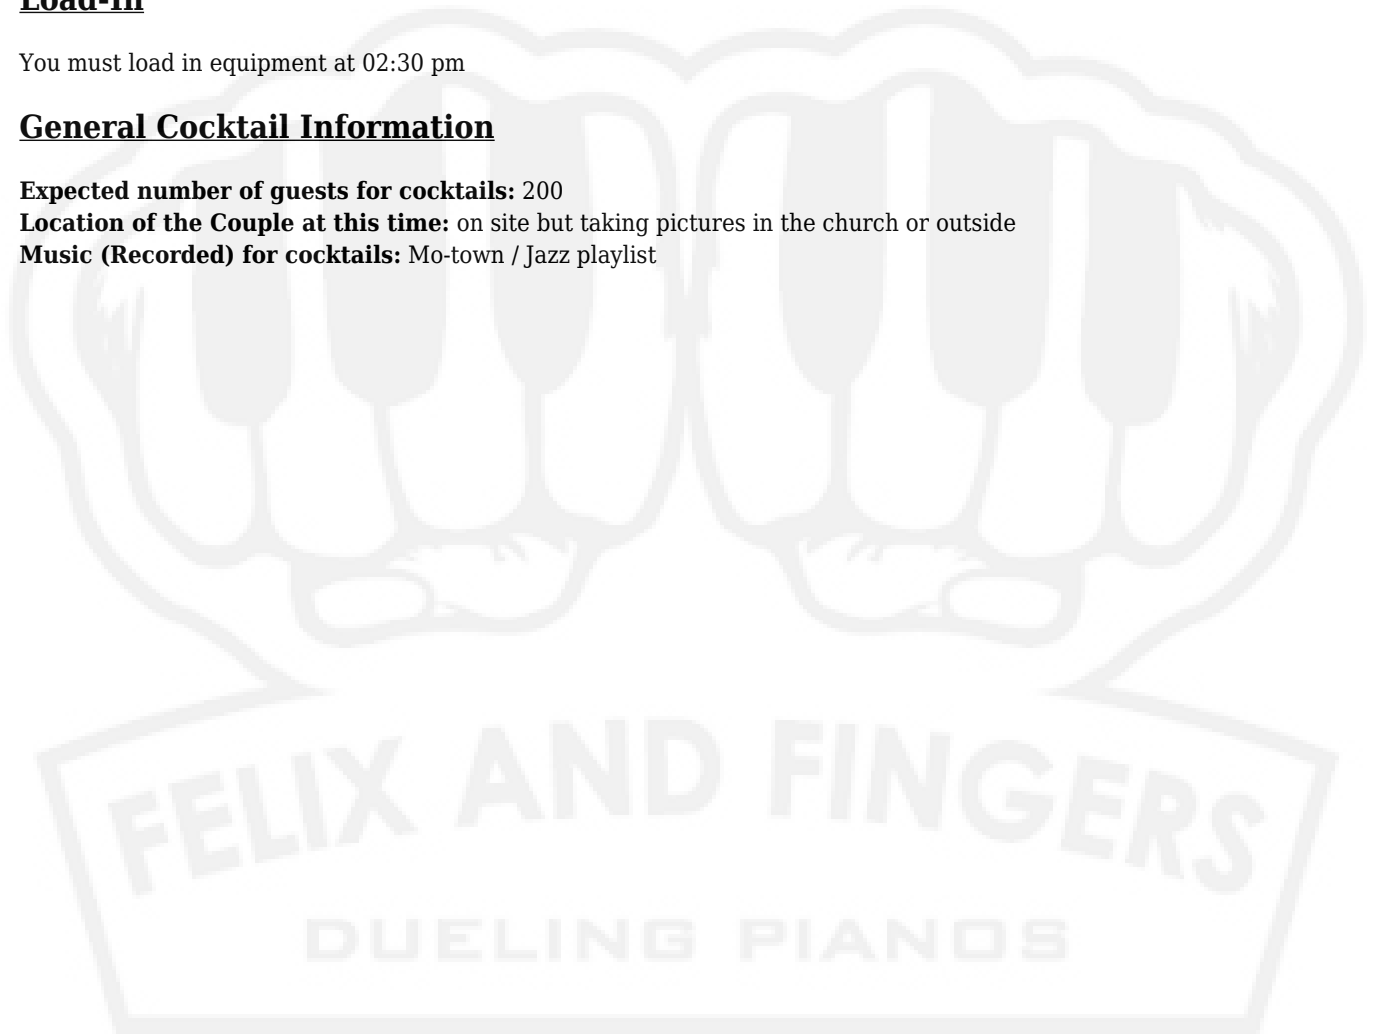 Load-In
You must load in equipment at 02:30 pm
General Cocktail Information
Expected number of guests for cocktails: 200
Location of the Couple at this time: on site but taking pictures in the church or outside
Music (Recorded) for cocktails: Mo-town / Jazz playlist
FELIX AND FINGERS
DUELING PIANOS